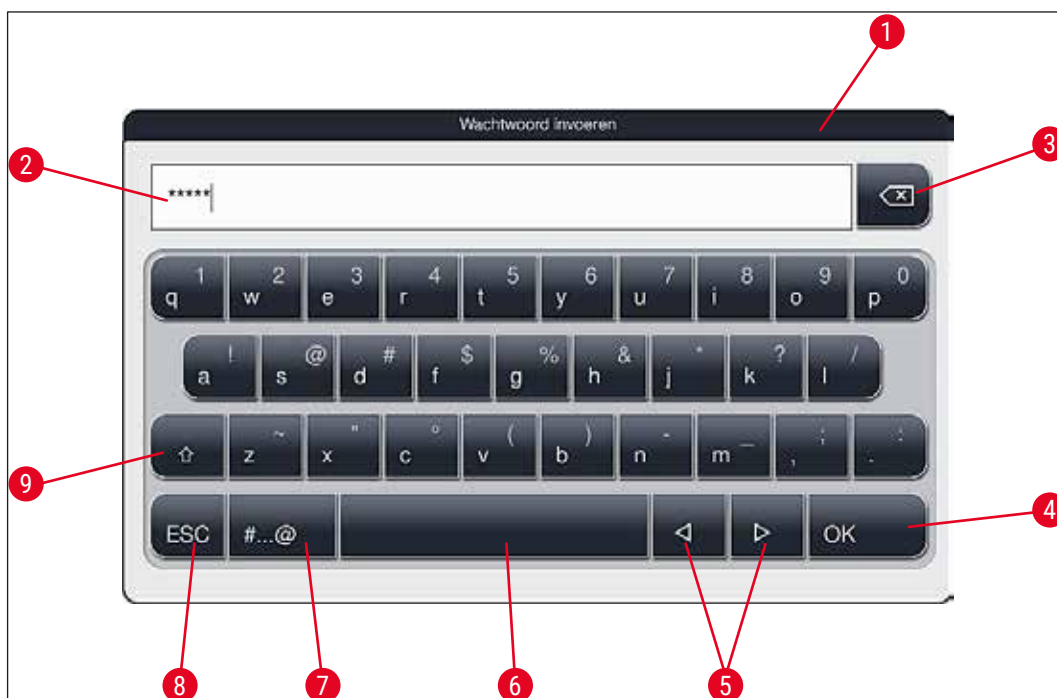 1
Wachtwoord invoeren
2
3
*****
1 2 3 4 5 6 7 8 9 0
q w e r t y u i o p
! @ # $ % & * ? /
a s d f g h j k l
~ " ° ( ) - _ ; :
z x c v b n m , .
9
4
ESC #...@ OK
8 7 6 5